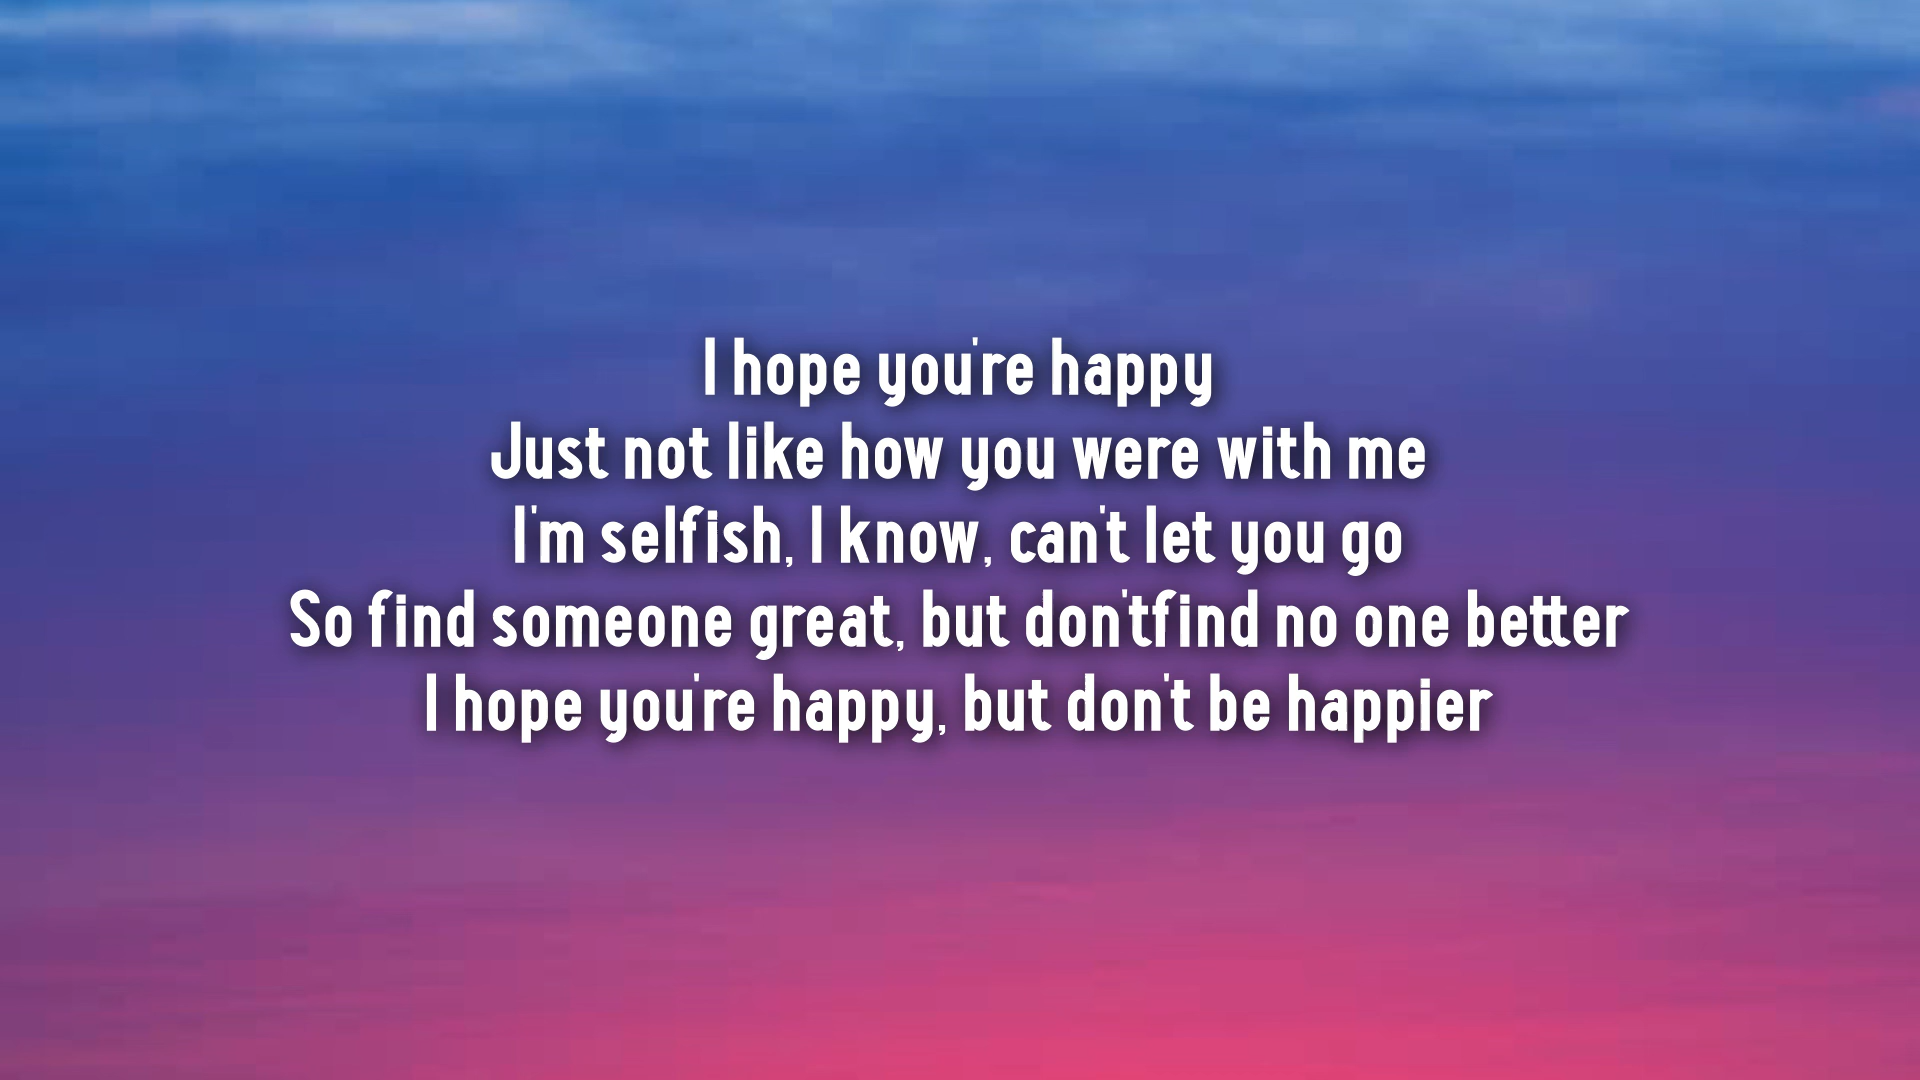 I hope you're happy
Just not like how you were with me
I'm selfish, I know, can't let you go
So find someone great, but don'tfind no one better
I hope you're happy, but don't be happier